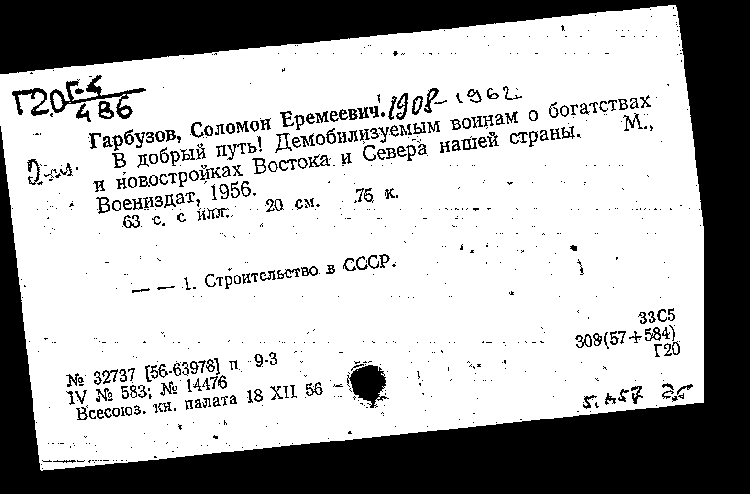 Г20 Г-4
486
Гарбузов, Соломон Еремеевич. 1908-1962.
В добрый путь! Демобилизуемым воинам о богатствах
и новостройках Востока и Севера нашей страны. М.,
Воениздат, 1956.
63 с. с илл. 20 см. 75 к.
— — 1. Строительство в СССР.
33С5
309(57+584)
Г20
№ 32737 [56-63978] п 9-3
IV № 583; № 14476
Всесоюз. кн. палата 18 XII 56